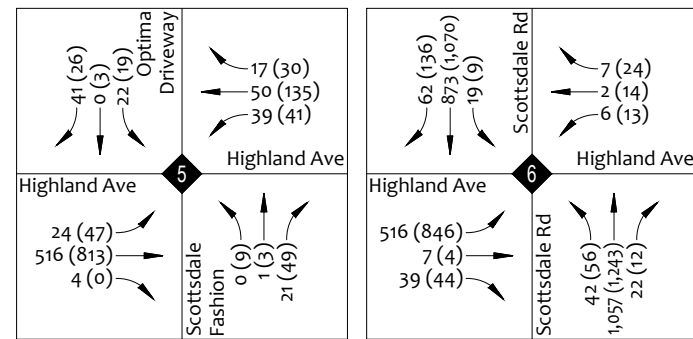 41 (26)
0 (3)
22 (19)
Optima
Driveway
17 (30)
50 (135)
39 (41)
Highland Ave
5
Highland Ave
24 (47)
516 (813)
4 (0)
Scottsdale
Fashion
0 (9)
1 (3)
21 (49)
62 (136)
873 (1,070)
19 (9)
Scottsdale Rd
7 (24)
2 (14)
6 (13)
Highland Ave
6
Highland Ave
516 (846)
7 (4)
39 (44)
Scottsdale Rd
42 (56)
1,057 (1,243)
22 (12)